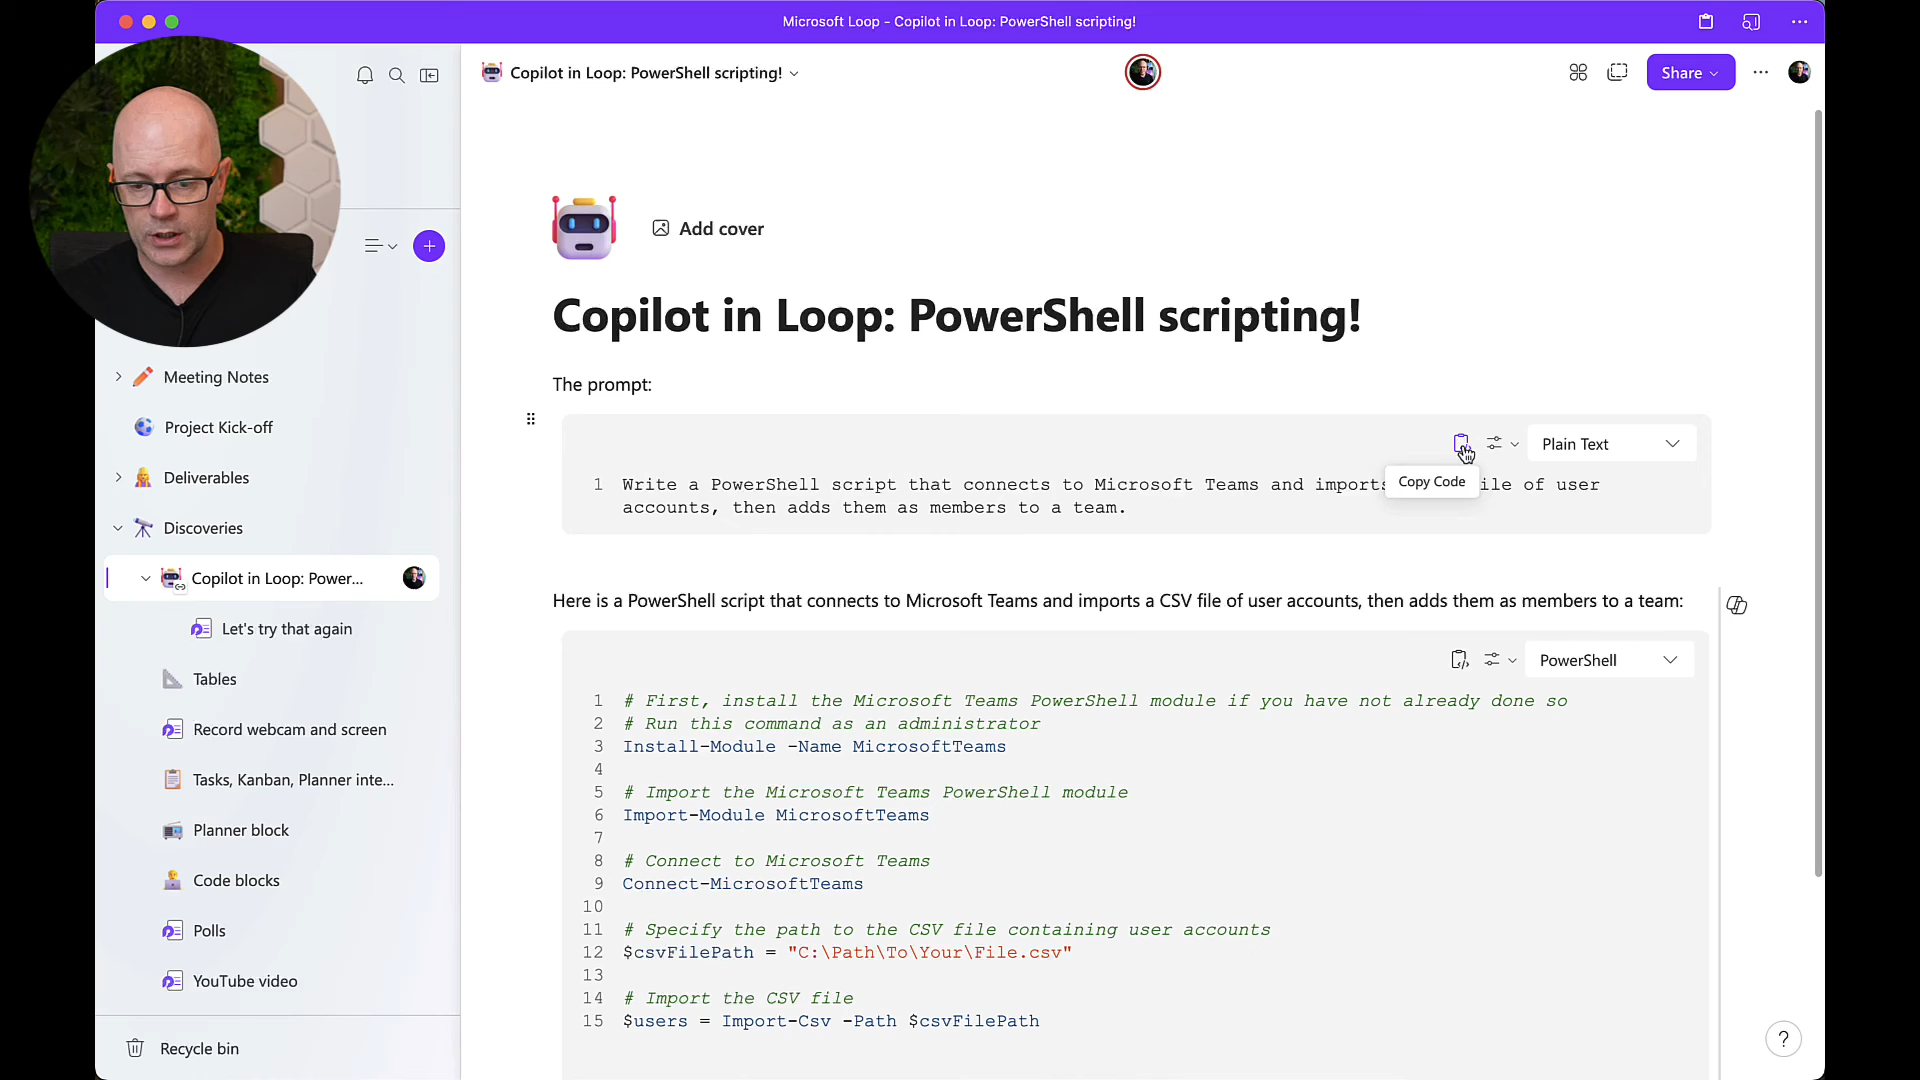 Microsoft Loop - Copilot in Loop: PowerShell scripting!
Copilot in Loop: PowerShell scripting!
Share
Add cover
Copilot in Loop: PowerShell scripting!
The prompt:
Plain Text
Copy Code
1 Write a PowerShell script that connects to Microsoft Teams and imports ile of user
accounts, then adds them as members to a team.
Here is a PowerShell script that connects to Microsoft Teams and imports a CSV file of user accounts, then adds them as members to a team:
PowerShell
1 # First, install the Microsoft Teams PowerShell module if you have not already done so
2 # Run this command as an administrator
3 Install-Module -Name MicrosoftTeams
4
5 # Import the Microsoft Teams PowerShell module
6 Import-Module MicrosoftTeams
7
8 # Connect to Microsoft Teams
9 Connect-MicrosoftTeams
10
11 # Specify the path to the CSV file containing user accounts
12 $csvFilePath = "C:\Path\To\Your\File.csv"
13
14 # Import the CSV file
15 $users = Import-Csv -Path $csvFilePath
Meeting Notes
Project Kick-off
Deliverables
Discoveries
Copilot in Loop: Power...
Let's try that again
Tables
Record webcam and screen
Tasks, Kanban, Planner inte...
Planner block
Code blocks
Polls
YouTube video
Recycle bin
?